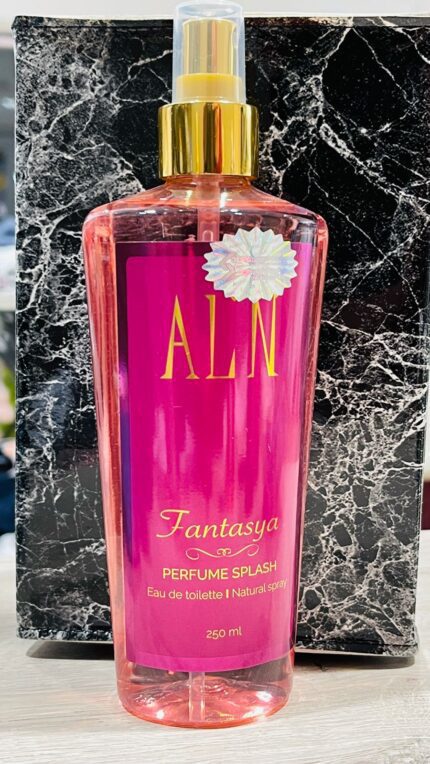 ALN
Fantasya
PERFUME SPLASH
Eau de toilette I Natural spray
250 ml